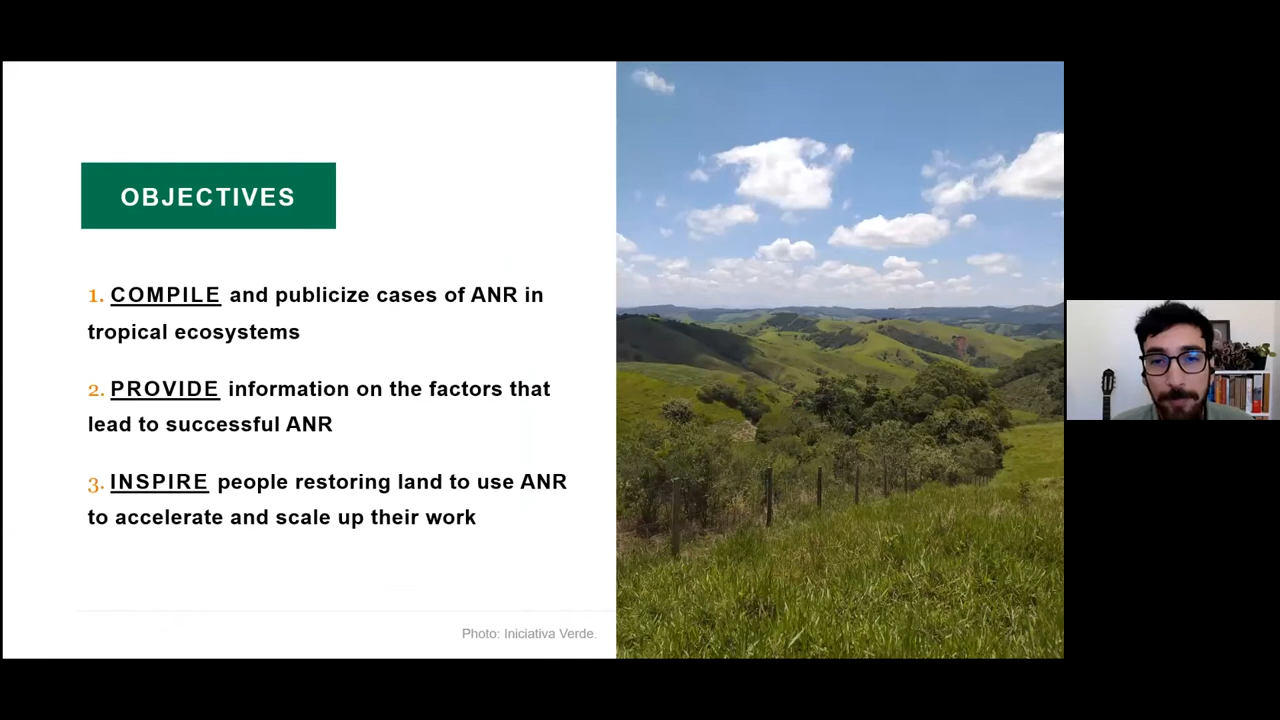 OBJECTIVES
1. COMPILE and publicize cases of ANR in
tropical ecosystems
2. PROVIDE information on the factors that
lead to successful ANR
3. INSPIRE people restoring land to use ANR
to accelerate and scale up their work
Photo: Iniciativa Verde.